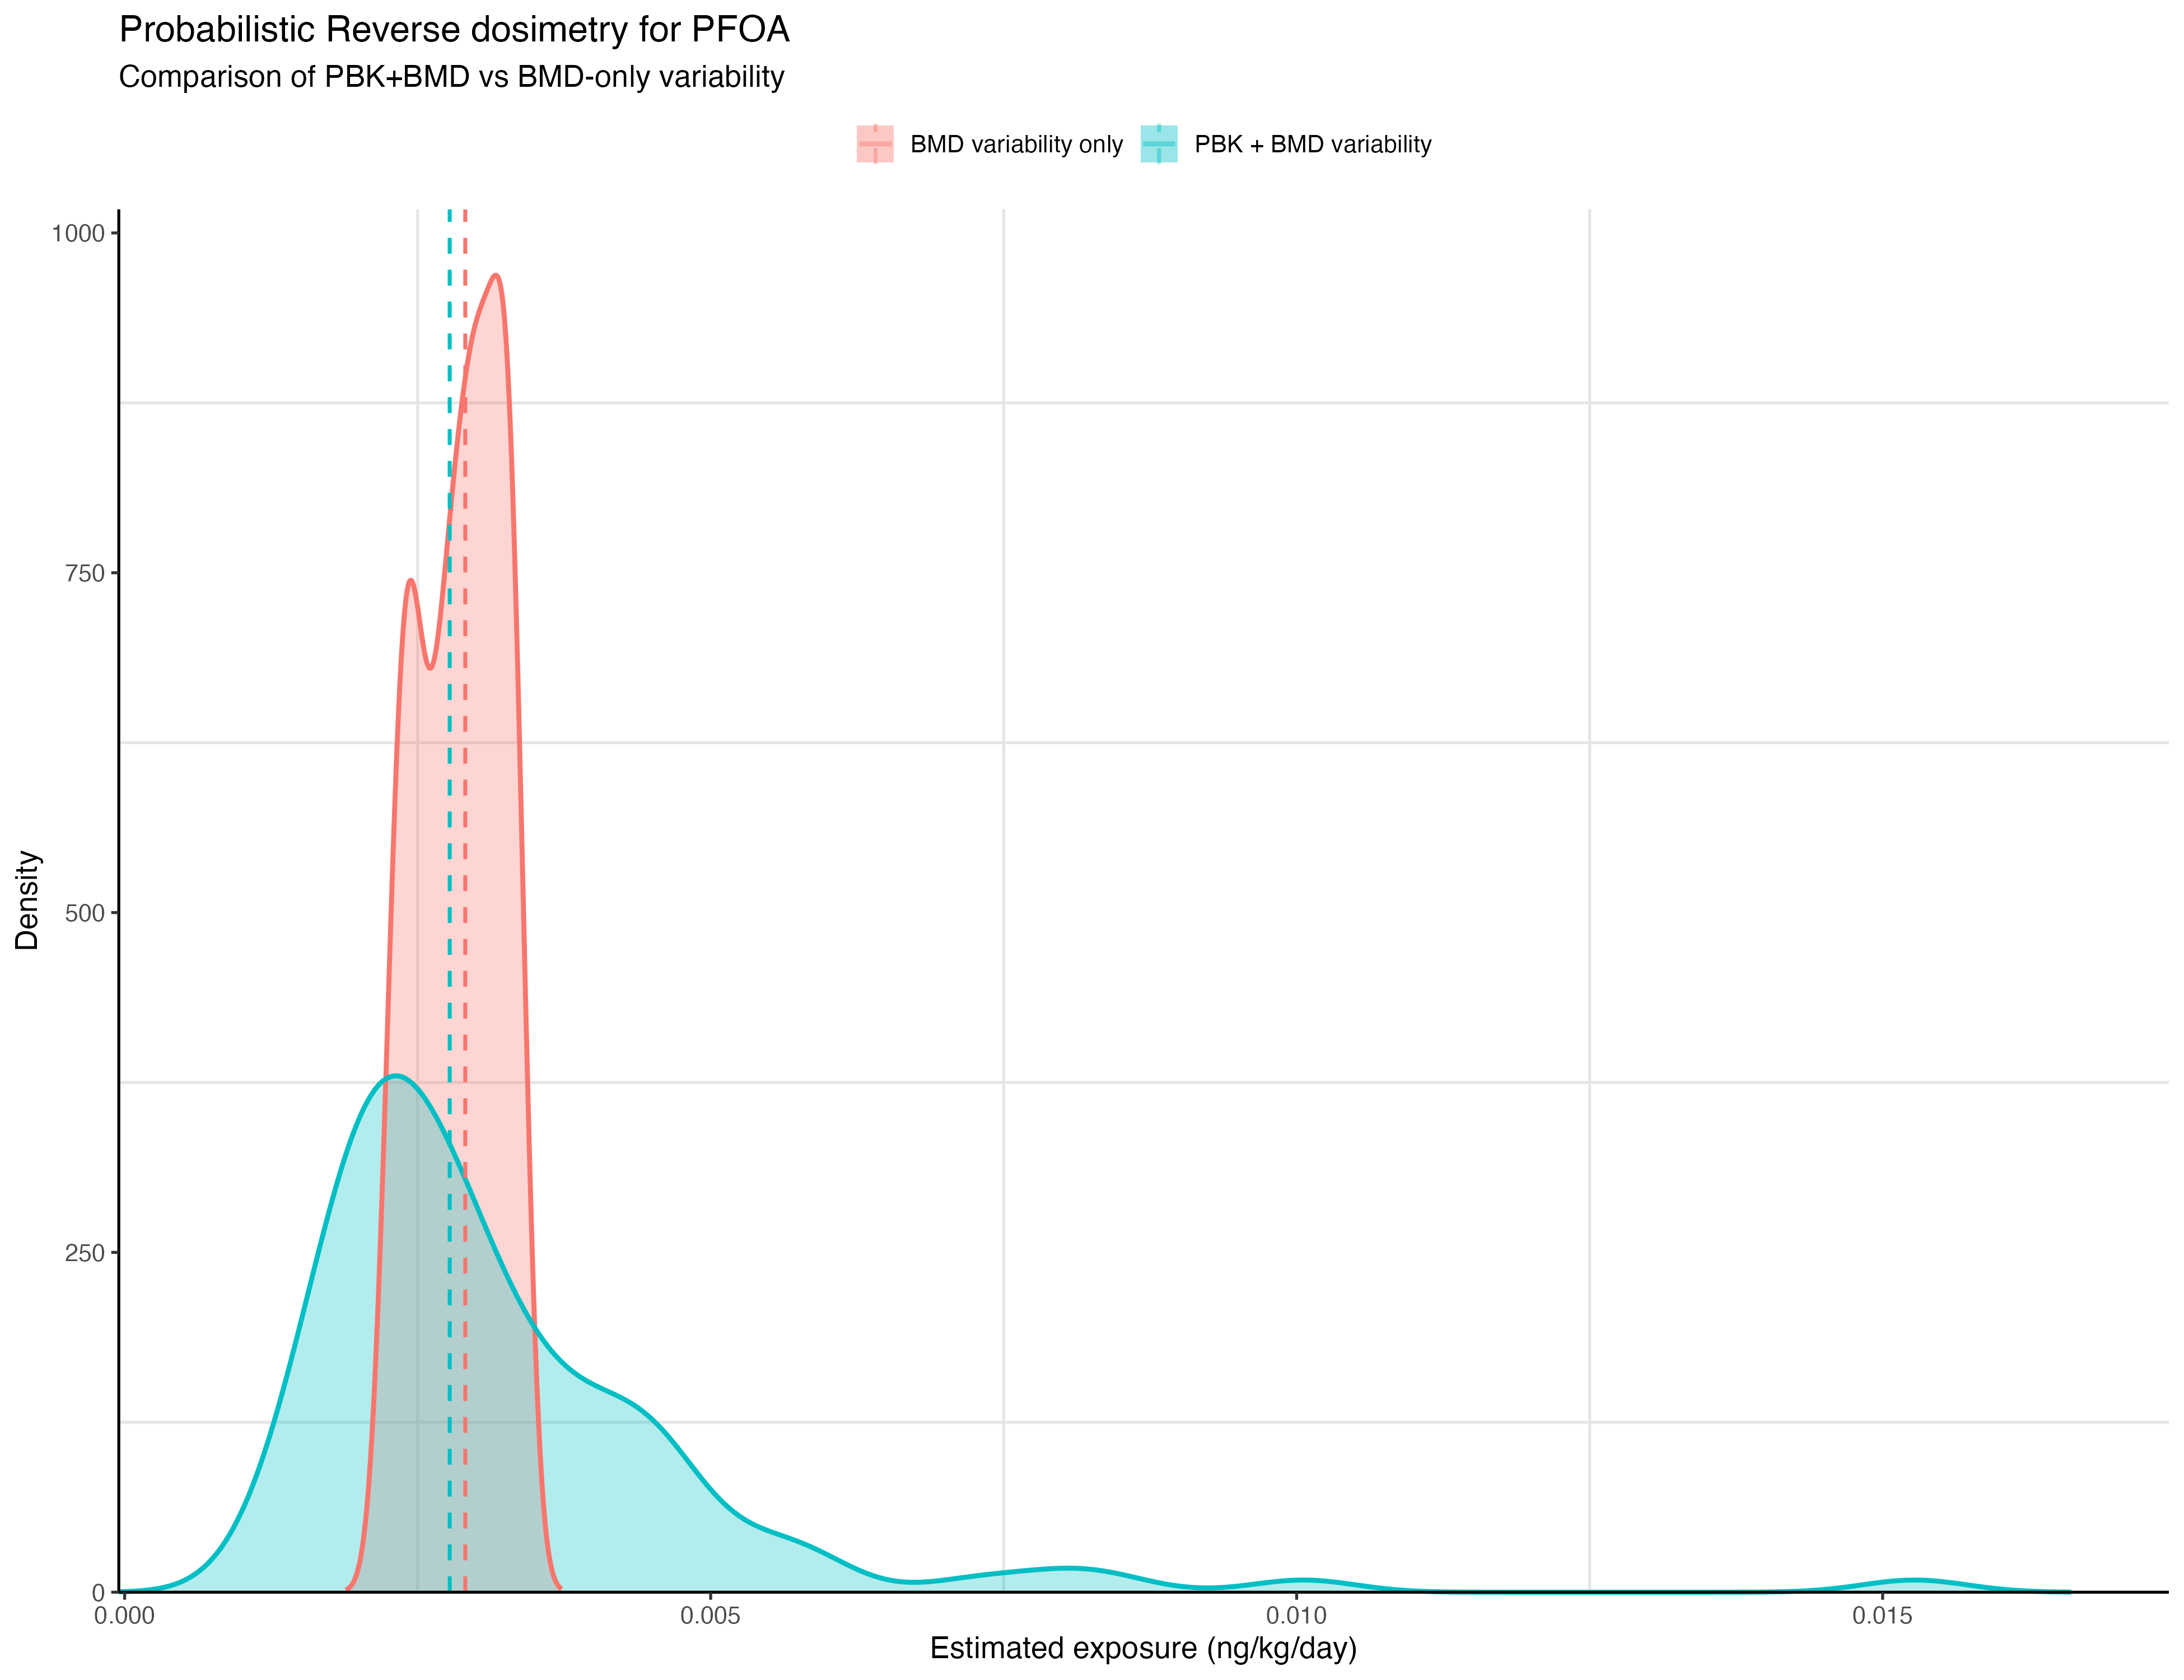 Probabilistic Reverse dosimetry for PFOA
Comparison of PBK+BMD vs BMD-only variability
BMD variability only
PBK + BMD variability
1000
750
500
250
0
Density
0.000
0.005
0.010
0.015
Estimated exposure (ng/kg/day)